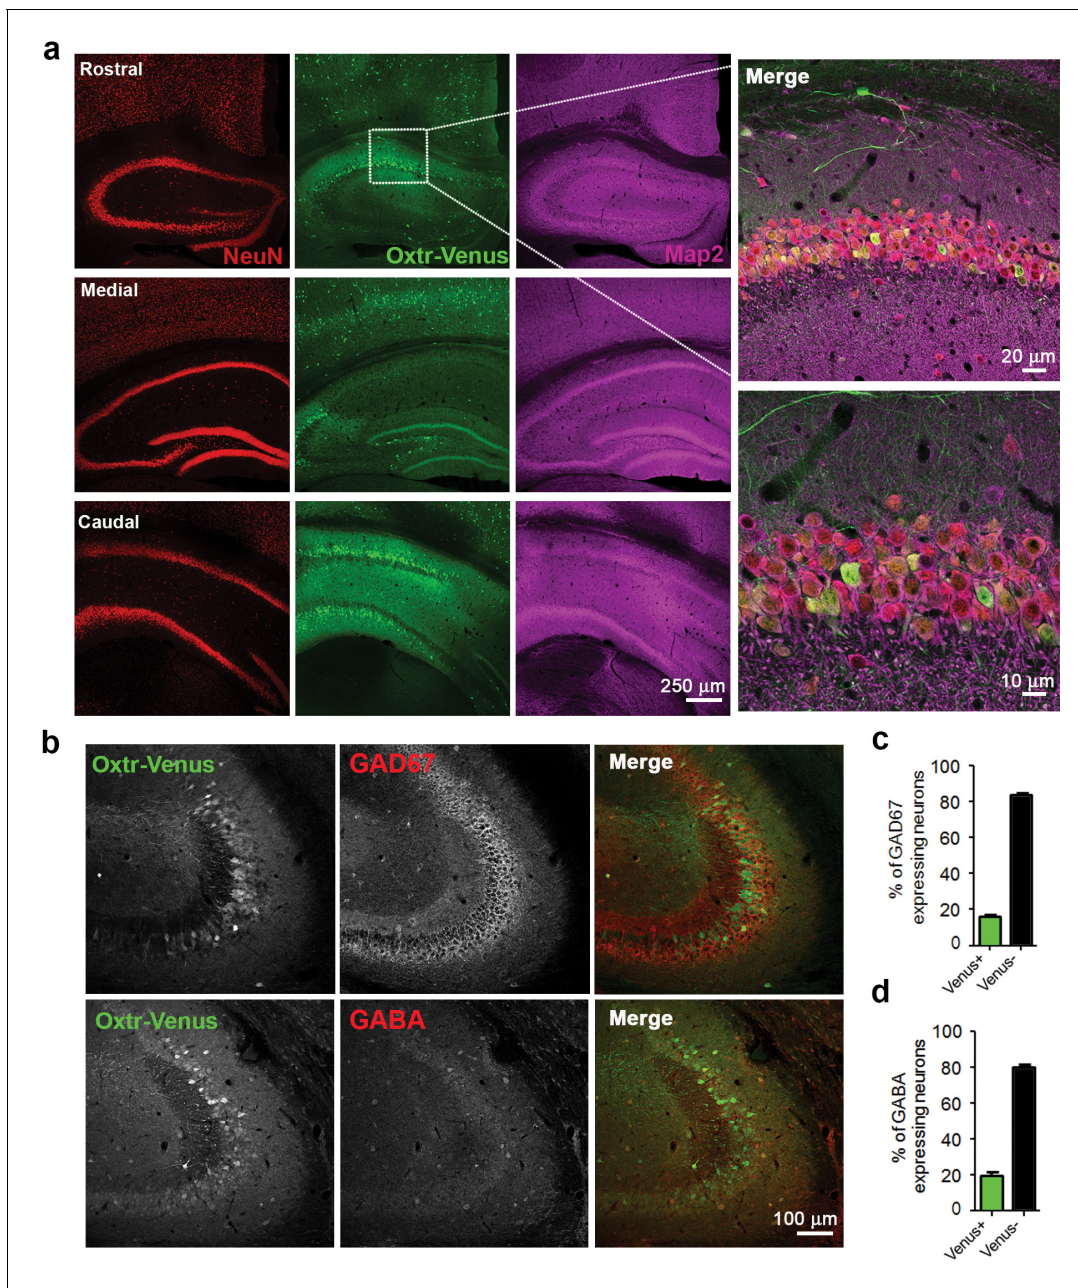 a
Rostral
NeuN
Oxtr-Venus
Map2
Merge
20 μm
Medial
Caudal
250 μm
10 μm
b
Oxtr-Venus
GAD67
Merge
Oxtr-Venus
GABA
Merge
100 μm
c
% of GAD67
expressing neurons
100
80
60
40
20
0
Venus+
Venus-
d
% of GABA
expressing neurons
100
80
60
40
20
0
Venus+
Venus-